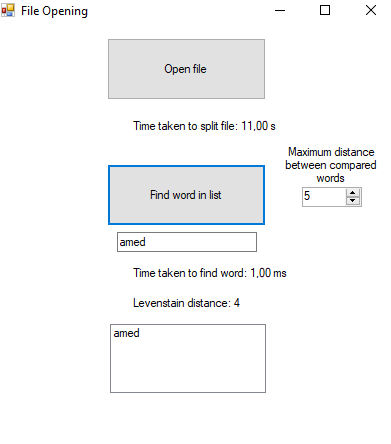 File Opening
Open file
Time taken to split file: 11,00 s
Maximum distance
between compared
words
5
Find word in list
amed
Time taken to find word: 1,00 ms
Levenstain distance: 4
amed